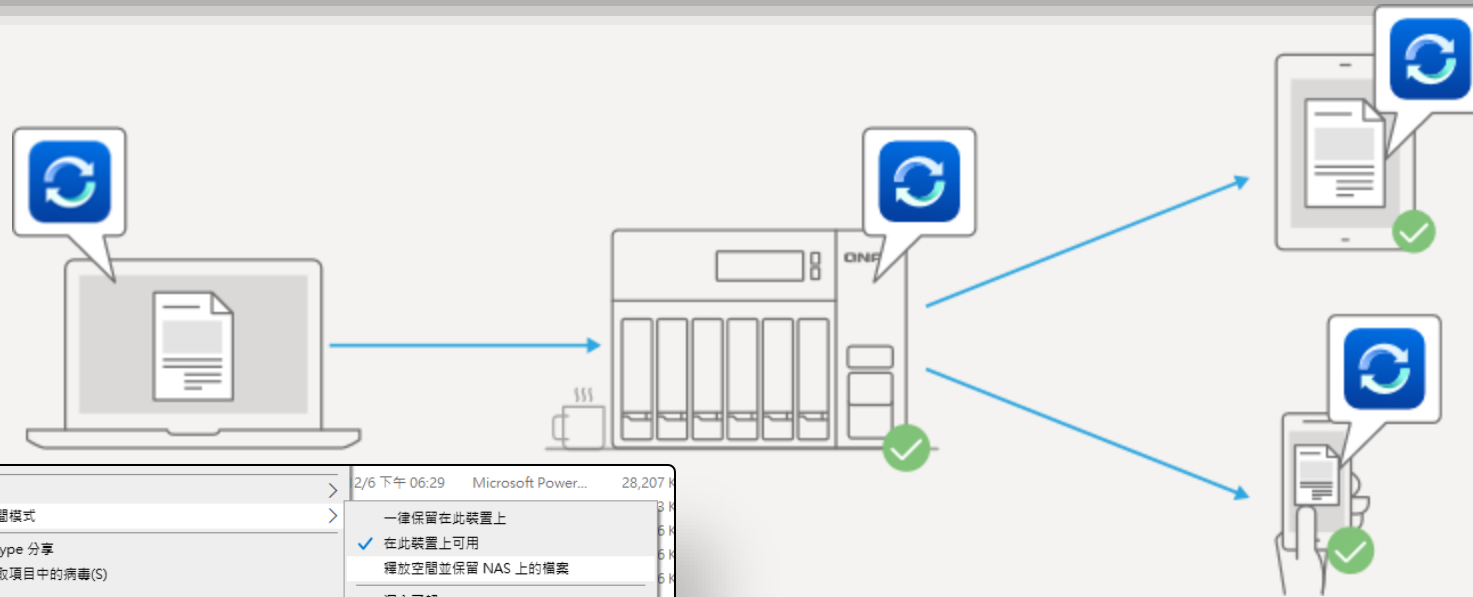 2/6 下午 06:29 Microsoft Power... 28,207 K
間模式
一律保留在此裝置上
ype 分享
在此裝置上可用
取項目中的病毒(S)
釋放空間並保留 NAS 上的檔案